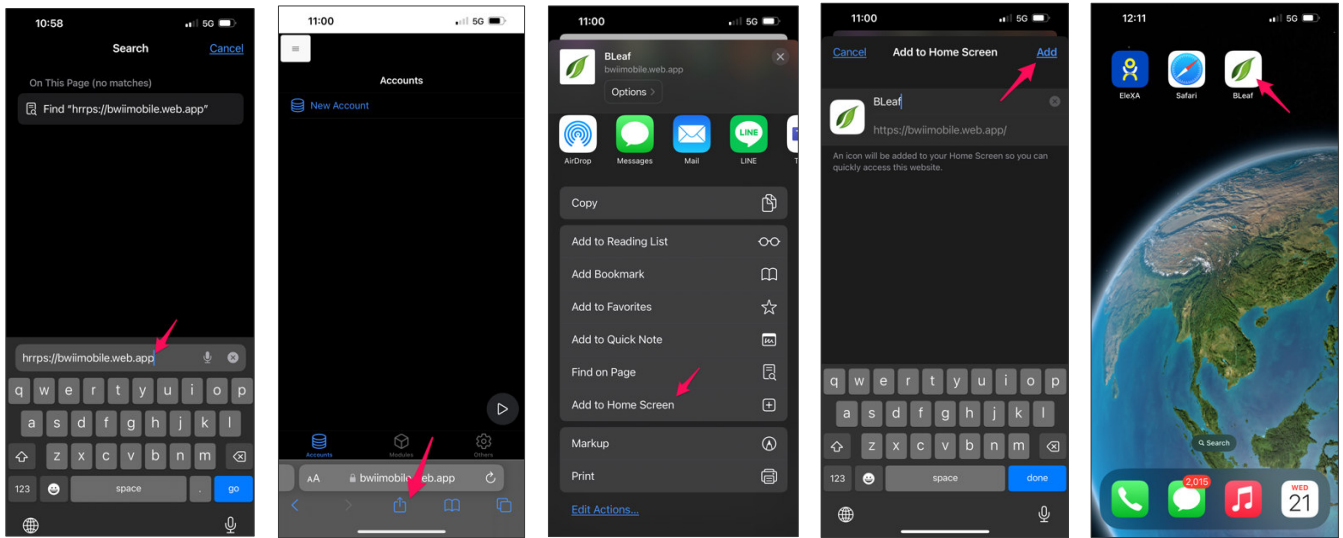 10:58
5G
Search
Cancel
On This Page (no matches)
Find "hrrps://bwiimobile.web.app"
hrrps://bwiimobile.web.app
q w e r t y u i o p
a s d f g h j k l
z x c v b n m
123
space
.
go
11:00
5G
Accounts
New Account
Accounts
Modules
Others
AA
bwiimobile.web.app
11:00
5G
BLeaf
bwiimobile.web.app
Options >
AirDrop
Messages
Mail
LINE
T
Copy
Add to Reading List
Add Bookmark
Add to Favorites
Add to Quick Note
Find on Page
Add to Home Screen
Markup
Print
Edit Actions...
11:00
5G
Cancel
Add to Home Screen
Add
BLeaf
https://bwiimobile.web.app/
An icon will be added to your Home Screen so you can
quickly access this website.
q w e r t y u i o p
a s d f g h j k l
z x c v b n m
123
space
done
12:11
5G
EleXA
Safari
BLeaf
Search
2,015
WED
21